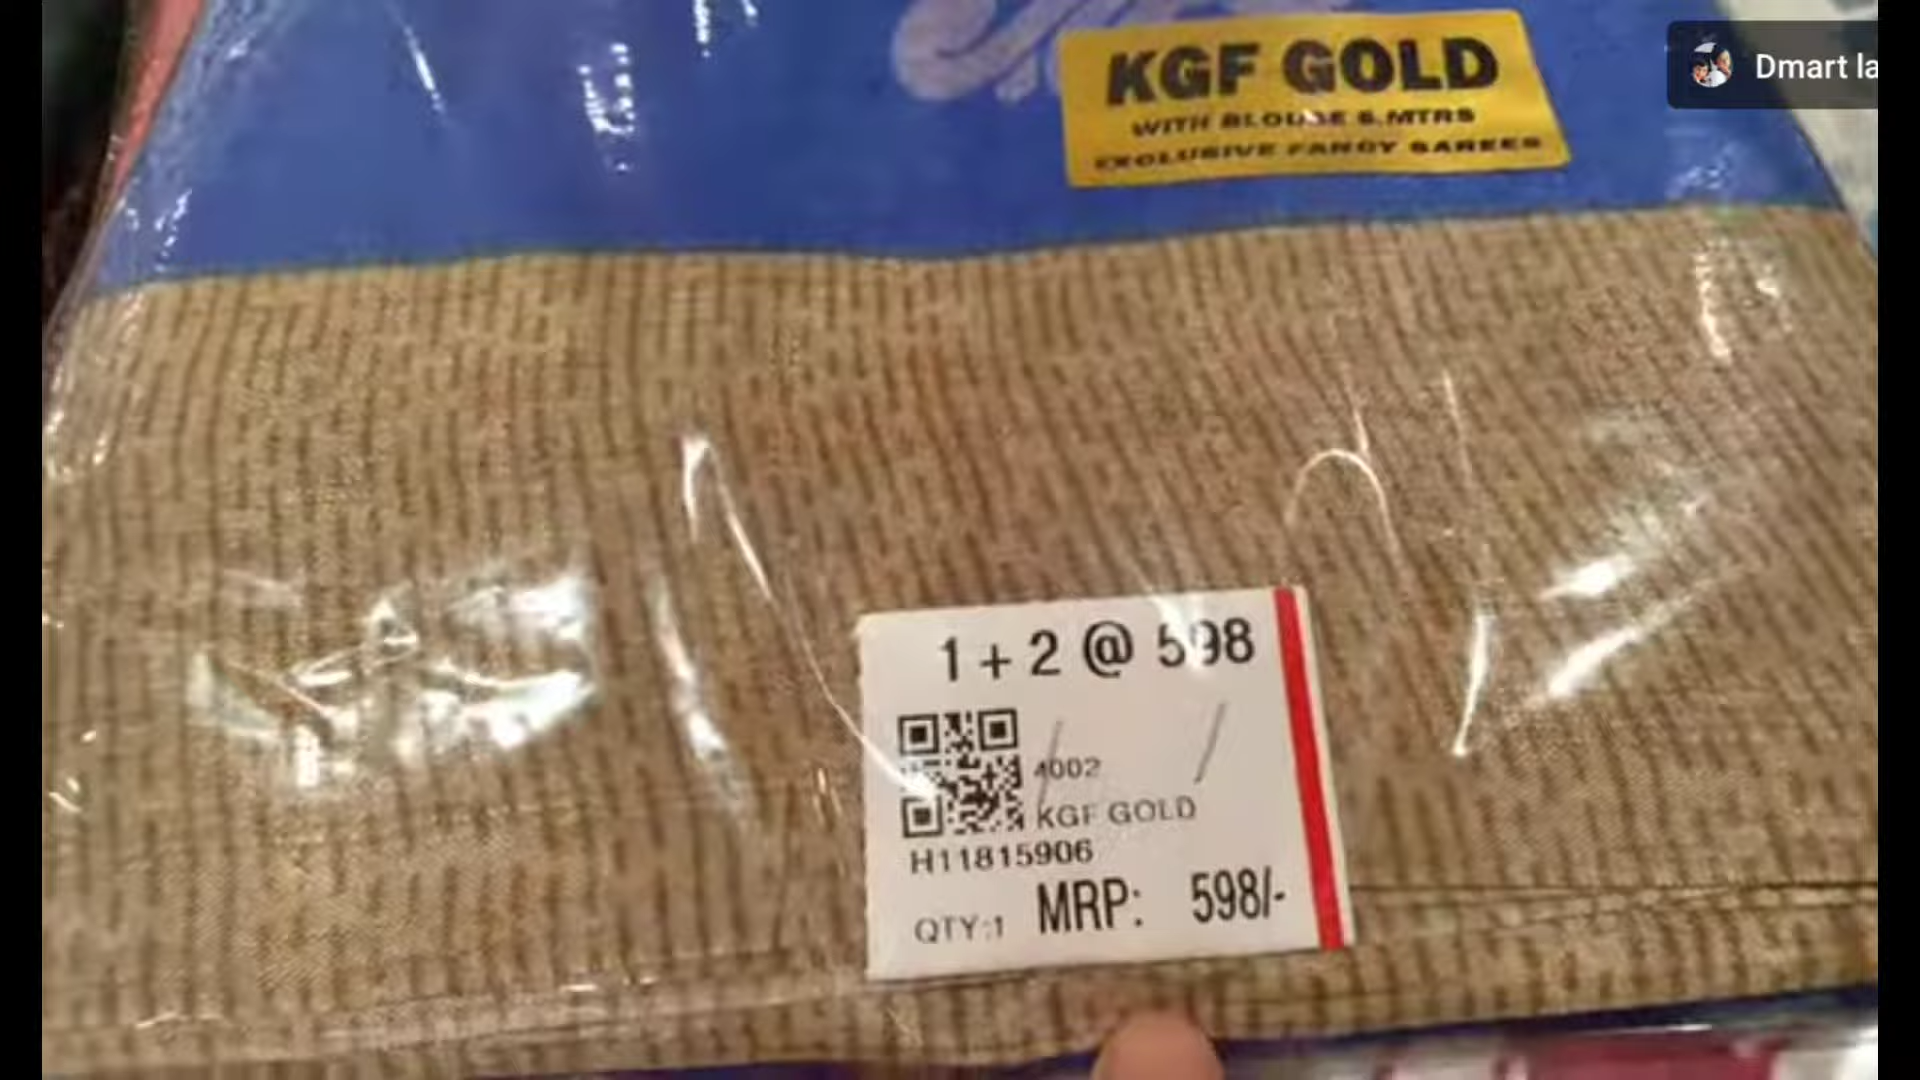 KGF GOLD
WITH BLOUSE 6.MTRS
EXCLUSIVE FANCY SAREES
Dmart la
1 + 2 @ 598
4002
KGF GOLD
H11815906
QTY:1 MRP: 598/-